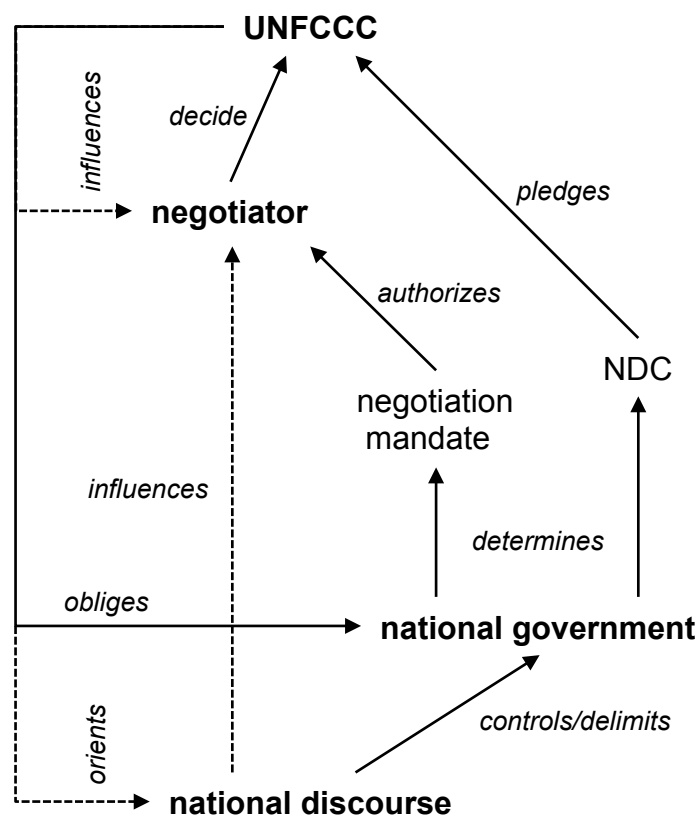 UNFCCC
influences
decide
negotiator
pledges
authorizes
NDC
negotiation
mandate
influences
determines
obliges
national government
orients
controls/delimits
national discourse